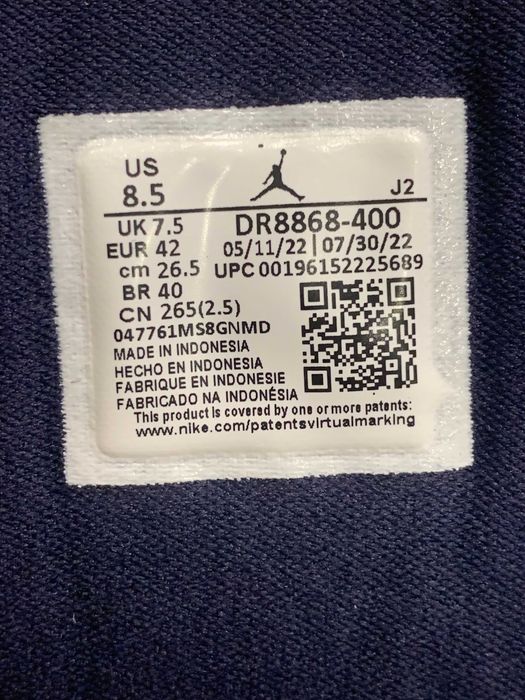 US
8.5
J2
UK 7.5
DR8868-400
EUR 42
05/11/22 | 07/30/22
cm 26.5
UPC 00196152225689
BR 40
CN 265(2.5)
047761MS8GNMD
MADE IN INDONESIA
HECHO EN INDONESIA
FABRIQUE EN INDONESIE
FABRICADO NA INDONÉSIA
This product is covered by one or more patents:
www.nike.com/patentsvirtualmarking